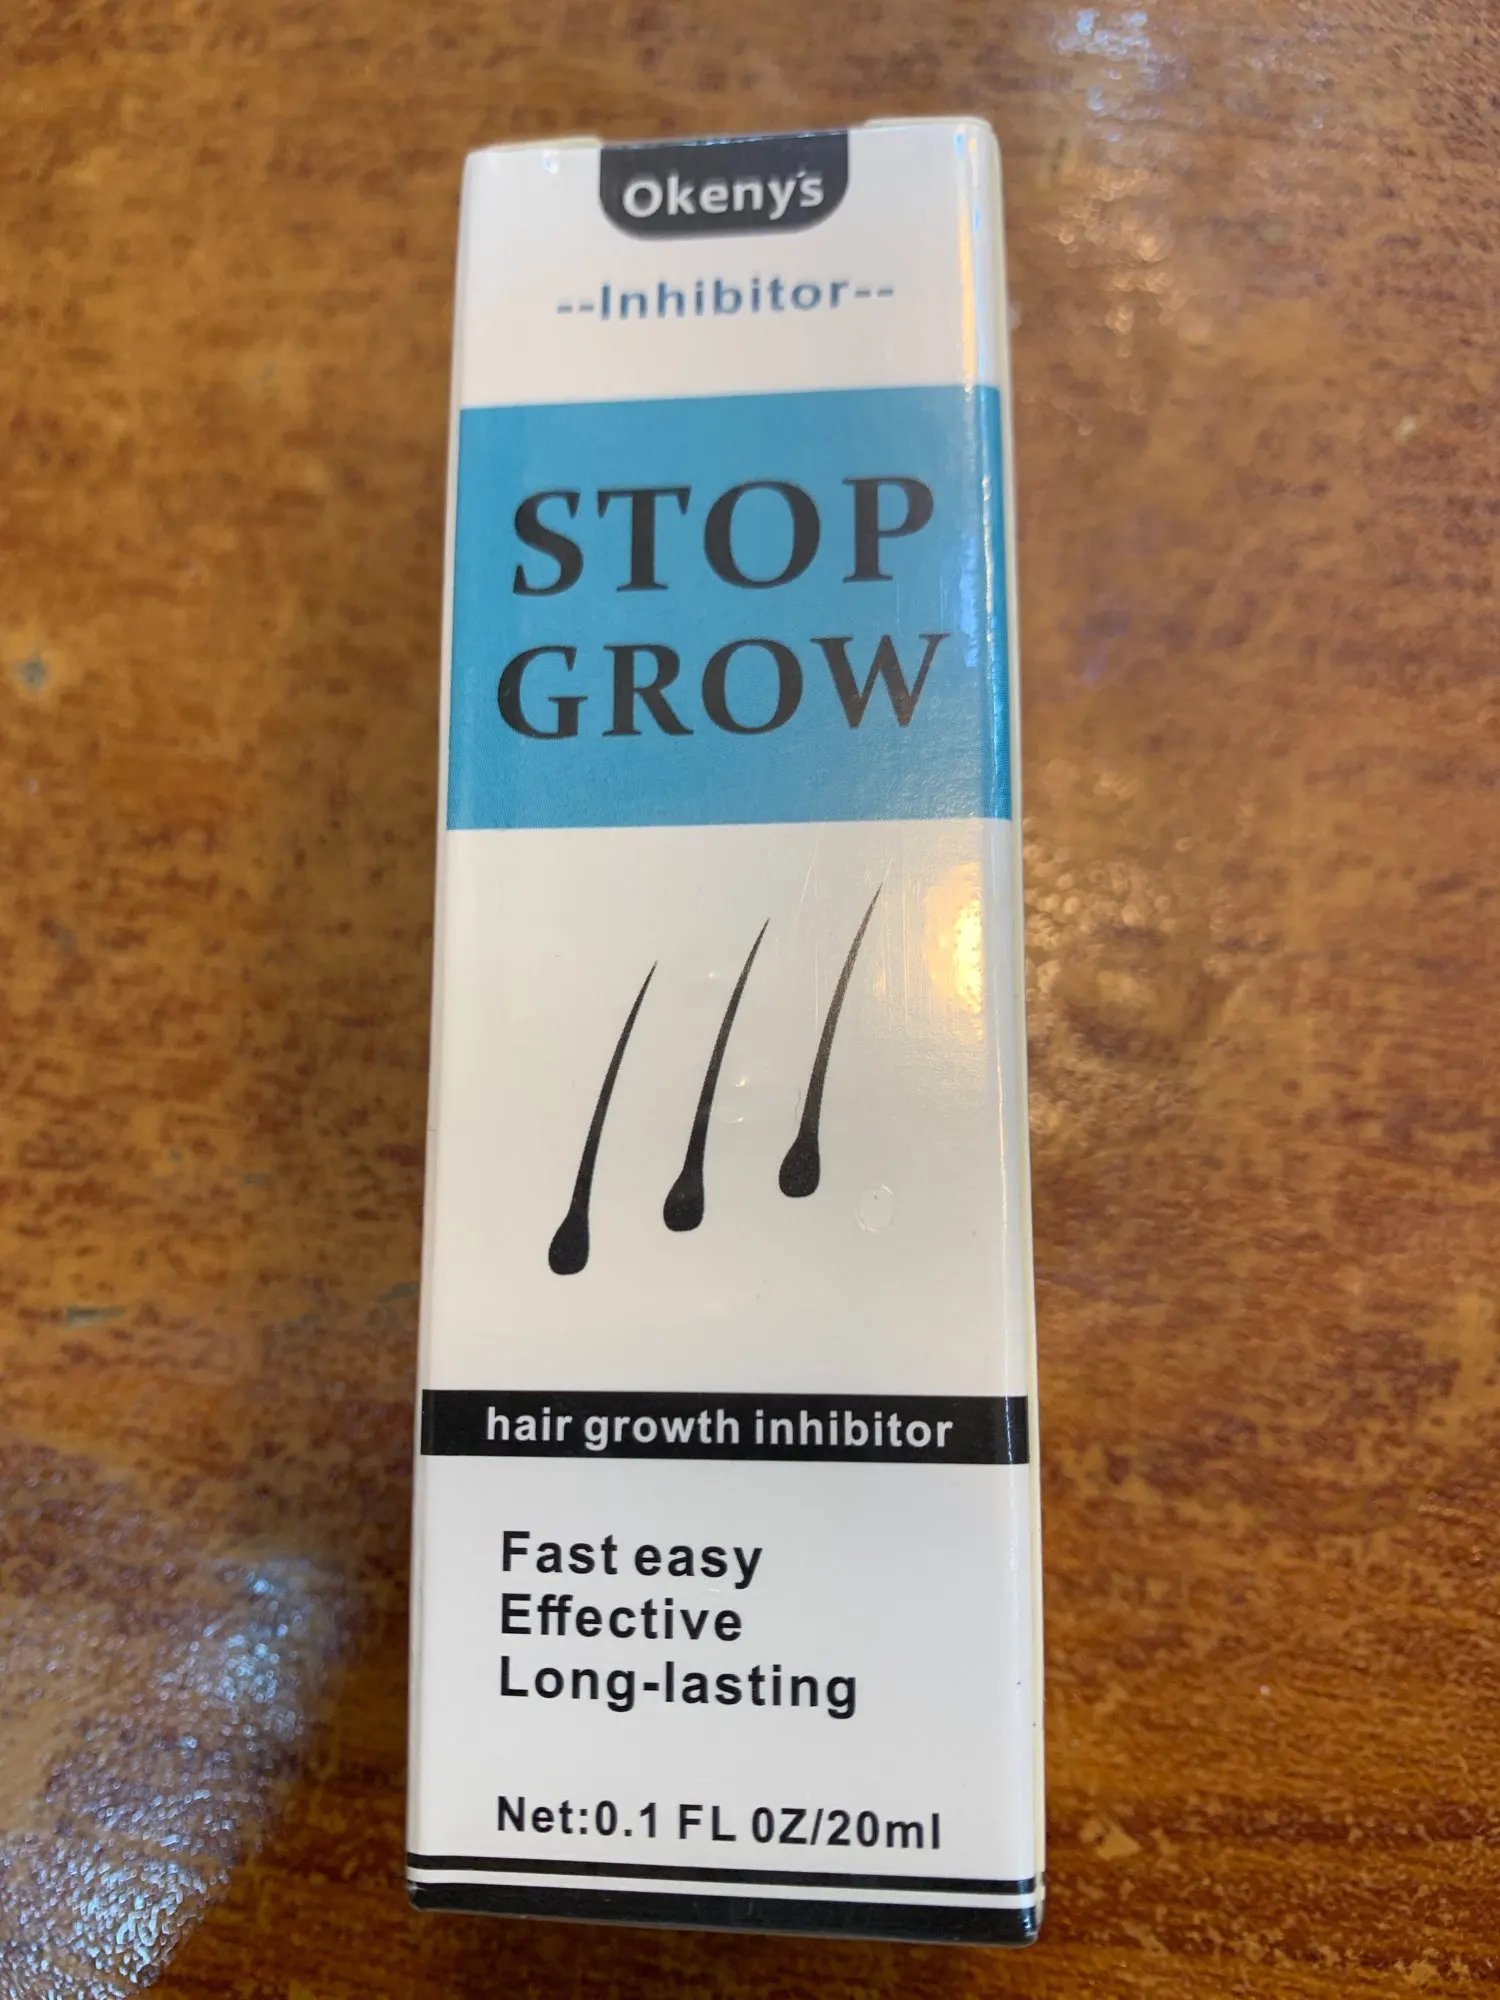 Okeny's
--Inhibitor--
STOP
GROW
hair growth inhibitor
Fast easy
Effective
Long-lasting
Net:0.1 FL 0Z/20ml